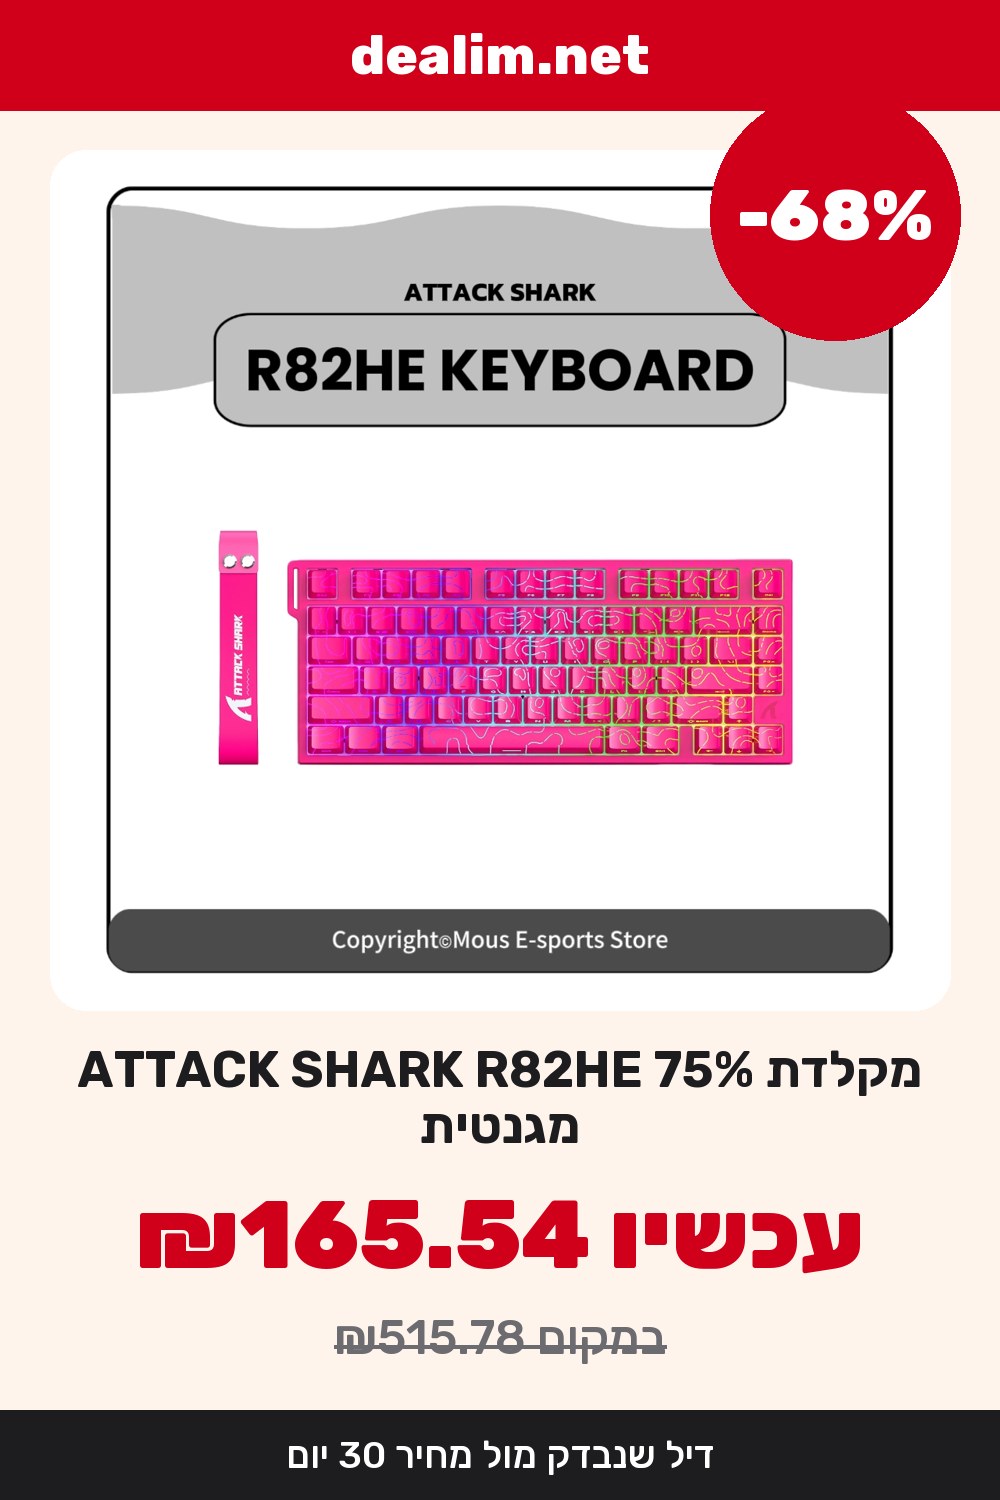 dealim.net
-68%
ATTACK SHARK
R82HE KEYBOARD
ATTACK SHARK
Copyright©Mous E-sports Store
מקלדת ATTACK SHARK R82HE 75%
מגנטית
עכשיו ₪165.54
במקום ₪515.78
דיל שנבדק מול מחיר 30 יום